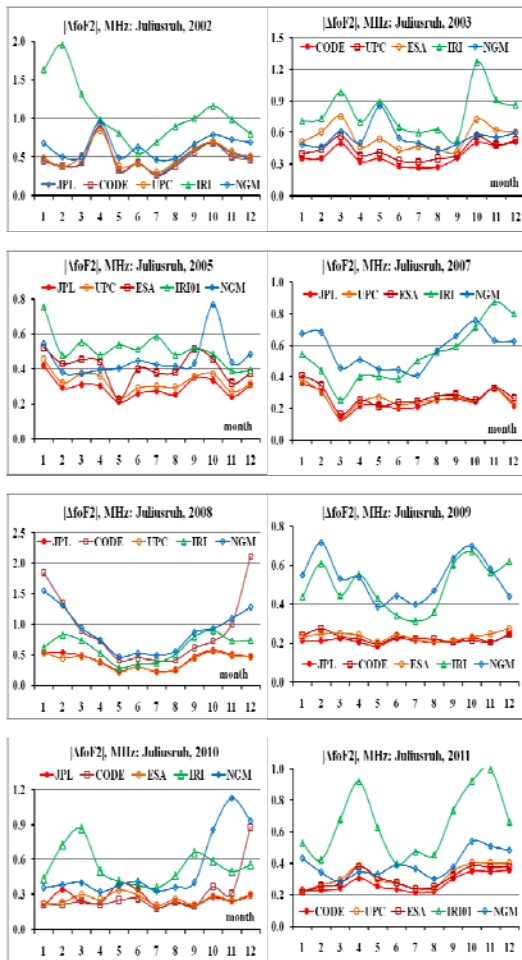 |ΔfoF2|, MHz: Juliusruh, 2002
2.0
1.5
1.0
0.5
0.0
JPL CODE UPC IRI NGM
month
1 2 3 4 5 6 7 8 9 10 11 12
|ΔfoF2|, MHz: Juliusruh, 2003
CODE UPC ESA IRI NGM
1.5
1.2
0.9
0.6
0.3
0.0
month
1 2 3 4 5 6 7 8 9 10 11 12
|ΔfoF2|, MHz: Juliusruh, 2005
JPL UPC ESA IRI01 NGM
0.8
0.6
0.4
0.2
0.0
month
1 2 3 4 5 6 7 8 9 10 11 12
|ΔfoF2|, MHz: Juliusruh, 2007
JPL UPC ESA IRI NGM
1.0
0.8
0.6
0.4
0.2
0.0
month
1 2 3 4 5 6 7 8 9 10 11 12
|ΔfoF2|, MHz: Juliusruh, 2008
JPL CODE UPC IRI NGM
2.5
2.0
1.5
1.0
0.5
0.0
month
1 2 3 4 5 6 7 8 9 10 11 12
|ΔfoF2|, MHz: Juliusruh, 2009
0.8
0.6
0.4
0.2
0.0
JPL CODE ESA IRI NGM
1 2 3 4 5 6 7 8 9 10 11 12
|ΔfoF2|, MHz: Juliusruh, 2010
JPL CODE ESA IRI NGM
1.2
0.9
0.6
0.3
0.0
month
1 2 3 4 5 6 7 8 9 10 11 12
|ΔfoF2|, MHz: Juliusruh, 2011
1.0
0.8
0.6
0.4
0.2
0.0
CODE UPC ESA IRI01 NGM
1 2 3 4 5 6 7 8 9 10 11 12